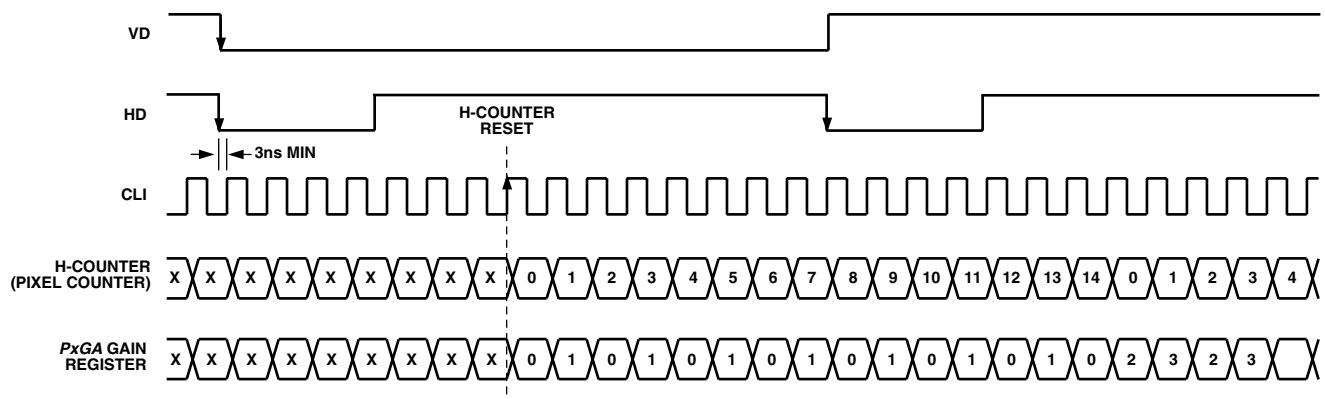 VD
HD
H-COUNTER
RESET
3ns MIN
CLI
H-COUNTER
(PIXEL COUNTER)
X X X X X X X X X 0 1 2 3 4 5 6 7 8 9 10 11 12 13 14 0 1 2 3 4
PxGA GAIN
REGISTER
X X X X X X X X X 0 1 0 1 0 1 0 1 0 1 0 1 0 1 0 2 3 2 3